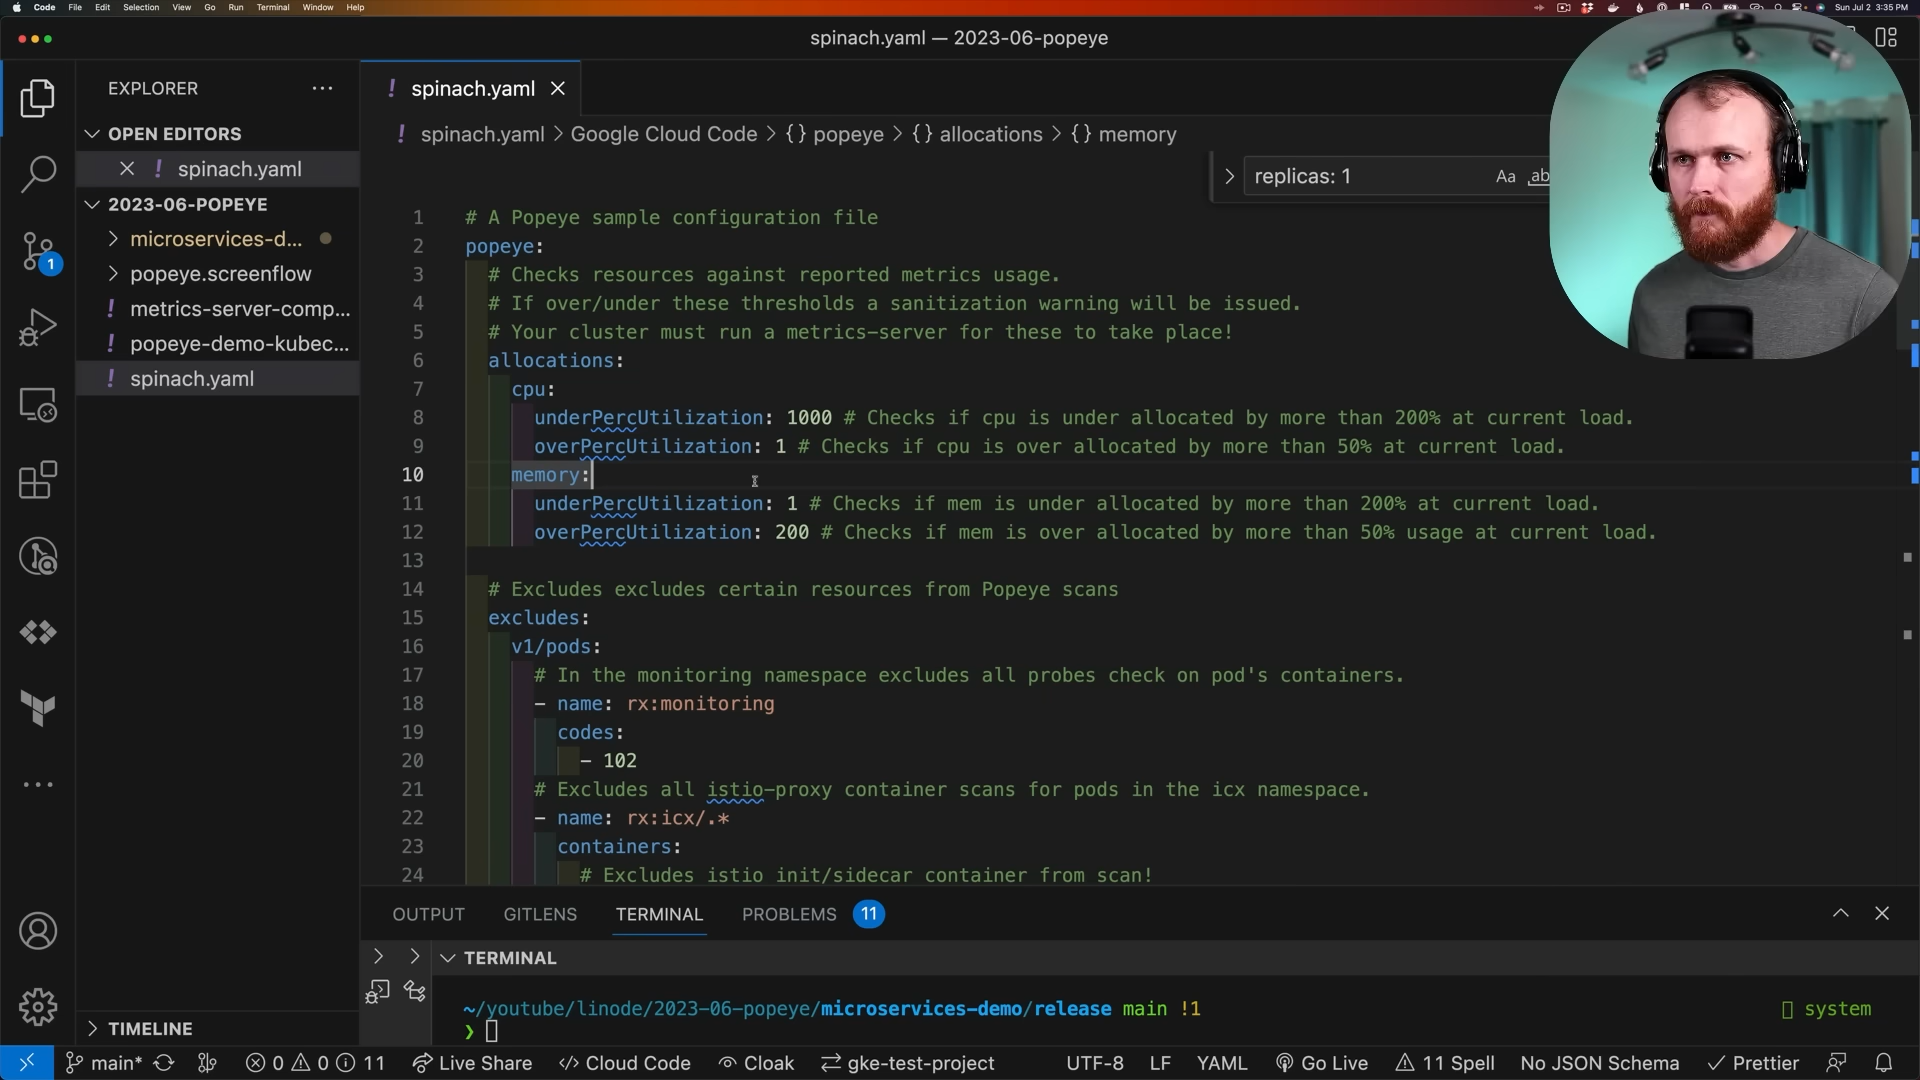 Code File Edit Selection View Go Run Terminal Window Help
Sun Jul 2 3:35 PM
spinach.yaml — 2023-06-popeye
EXPLORER
OPEN EDITORS
spinach.yaml
2023-06-POPEYE
microservices-d...
popeye.screenflow
metrics-server-comp...
popeye-demo-kubec...
spinach.yaml
TIMELINE
1
! spinach.yaml
! spinach.yaml > Google Cloud Code > {} popeye > {} allocations > {} memory
replicas: 1 Aa ab
1 # A Popeye sample configuration file
2 popeye:
3 # Checks resources against reported metrics usage.
4 # If over/under these thresholds a sanitization warning will be issued.
5 # Your cluster must run a metrics-server for these to take place!
6 allocations:
7 cpu:
8 underPercUtilization: 1000 # Checks if cpu is under allocated by more than 200% at current load.
9 overPercUtilization: 1 # Checks if cpu is over allocated by more than 50% at current load.
10 memory:
11 underPercUtilization: 1 # Checks if mem is under allocated by more than 200% at current load.
12 overPercUtilization: 200 # Checks if mem is over allocated by more than 50% usage at current load.
13
14 # Excludes excludes certain resources from Popeye scans
15 excludes:
16 v1/pods:
17 # In the monitoring namespace excludes all probes check on pod's containers.
18 - name: rx:monitoring
19 codes:
20 - 102
21 # Excludes all istio-proxy container scans for pods in the icx namespace.
22 - name: rx:icx/.*
23 containers:
24 # Excludes istio init/sidecar container from scan!
OUTPUT GITLENS TERMINAL PROBLEMS 11
TERMINAL
~/youtube/linode/2023-06-popeye/microservices-demo/release main !1
system
❯
main* 0 0 11 Live Share Cloud Code Cloak gke-test-project UTF-8 LF YAML Go Live 11 Spell No JSON Schema Prettier